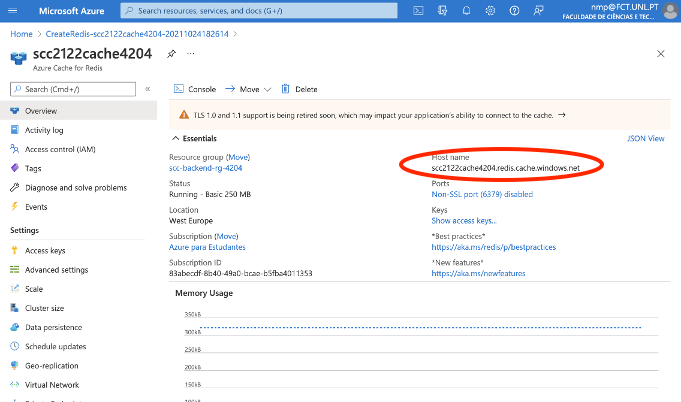 Microsoft Azure
Search resources, services, and docs (G+/)
nmp@FCT.UNL.PT
FACULDADE DE CIÊNCIAS E TEC...
Home > CreateRedis-scc2122cache4204-20211024182614 >
scc2122cache4204
...
Azure Cache for Redis
Search (Cmd+/)
«
Console
Move
Delete
Overview
Activity log
Access control (IAM)
Tags
Diagnose and solve problems
Events
Settings
Access keys
Advanced settings
Scale
Cluster size
Data persistence
Schedule updates
Geo-replication
Virtual Network
TLS 1.0 and 1.1 support is being retired soon, which may impact your application's ability to connect to the cache. →
Essentials
JSON View
Resource group (Move)
scc-backend-rg-4204
Status
Running - Basic 250 MB
Location
West Europe
Subscription (Move)
Azure para Estudantes
Subscription ID
83abecdf-8b40-49a0-bcae-b5fba4011353
Host name
scc2122cache4204.redis.cache.windows.net
Ports
Non-SSL port (6379) disabled
Keys
Show access keys...
*Best practices*
https://aka.ms/redis/p/bestpractices
*New features*
https://aka.ms/newfeatures
Memory Usage
350kB
300kB
250kB
200kB
150kB